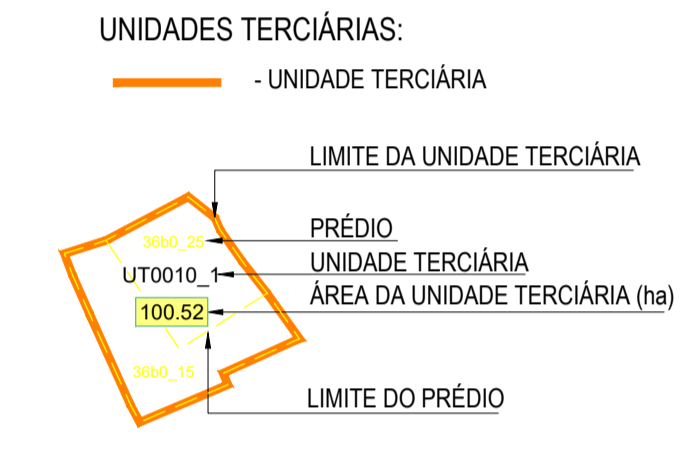 UNIDADES TERCIÁRIAS:
- UNIDADE TERCIÁRIA
LIMITE DA UNIDADE TERCIÁRIA
PRÉDIO
36b0_25
UNIDADE TERCIÁRIA
UT0010_1
ÁREA DA UNIDADE TERCIÁRIA (ha)
100.52
36b0_15
LIMITE DO PRÉDIO